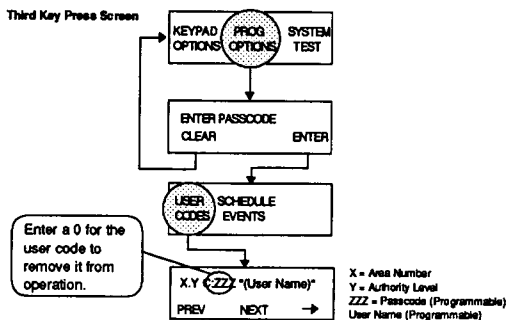 Third Key Press Screen
KEYPAD OPTIONS
PROG OPTIONS
SYSTEM TEST
ENTER PASSCODE
CLEAR
ENTER
USER CODES
SCHEDULE EVENTS
Enter a 0 for the
user code to
remove it from
operation.
X.Y C:ZZZ "(User Name)"
PREV
NEXT
X = Area Number
Y = Authority Level
ZZZ = Passcode (Programmable)
User Name (Programmable)